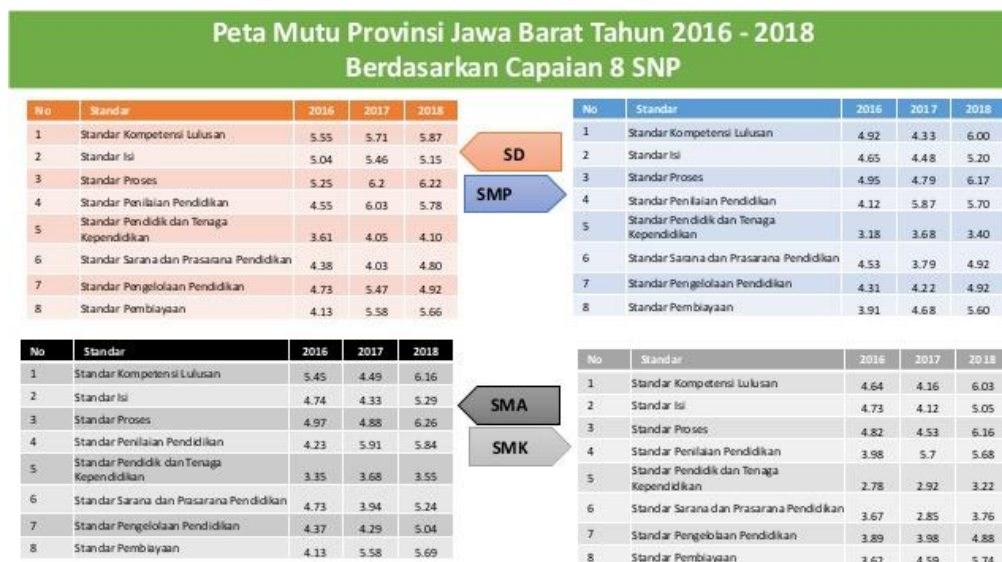 Peta Mutu Provinsi Jawa Barat Tahun 2016 - 2018
Berdasarkan Capaian 8 SNP
No Standar 2016 2017 2018
1 Standar Kompetensi Lulusan 5.55 5.71 5.87
2 Standar Isi 5.04 5.46 5.15
3 Standar Proses 5.25 6.2 6.22
4 Standar Penilaian Pendidikan 4.55 6.03 5.78
5 Standar Pendidik dan Tenaga
Kependidikan 3.61 4.05 4.10
6 Standar Sarana dan Prasarana Pendidikan 4.38 4.03 4.80
7 Standar Pengelolaan Pendidikan 4.73 5.47 4.92
8 Standar Pembiayaan 4.13 5.58 5.66
SD
SMP
No Standar 2016 2017 2018
1 Standar Kompetensi Lulusan 4.92 4.33 6.00
2 Standar Isi 4.65 4.48 5.20
3 Standar Proses 4.95 4.79 6.17
4 Standar Penilaian Pendidikan 4.12 5.87 5.70
5 Standar Pendidik dan Tenaga
Kependidikan 3.18 3.68 3.40
6 Standar Sarana dan Prasarana Pendidikan 4.53 3.79 4.92
7 Standar Pengelolaan Pendidikan 4.31 4.22 4.92
8 Standar Pembiayaan 3.91 4.68 5.60
No Standar 2016 2017 2018
1 Standar Kompetensi Lulusan 5.45 4.49 6.16
2 Standar Isi 4.74 4.33 5.29
3 Standar Proses 4.97 4.88 6.26
4 Standar Penilaian Pendidikan 4.23 5.91 5.84
5 Standar Pendidik dan Tenaga
Kependidikan 3.35 3.68 3.55
6 Standar Sarana dan Prasarana Pendidikan 4.73 3.94 5.24
7 Standar Pengelolaan Pendidikan 4.37 4.29 5.04
8 Standar Pembiayaan 4.13 5.58 5.69
SMA
SMK
No Standar 2016 2017 2018
1 Standar Kompetensi Lulusan 4.64 4.16 6.03
2 Standar Isi 4.73 4.12 5.05
3 Standar Proses 4.82 4.53 6.16
4 Standar Penilaian Pendidikan 3.98 5.7 5.68
5 Standar Pendidik dan Tenaga
Kependidikan 2.78 2.92 3.22
6 Standar Sarana dan Prasarana Pendidikan 3.67 2.85 3.76
7 Standar Pengelolaan Pendidikan 3.89 3.98 4.88
8 Standar Pembiayaan 3.62 4.59 5.74